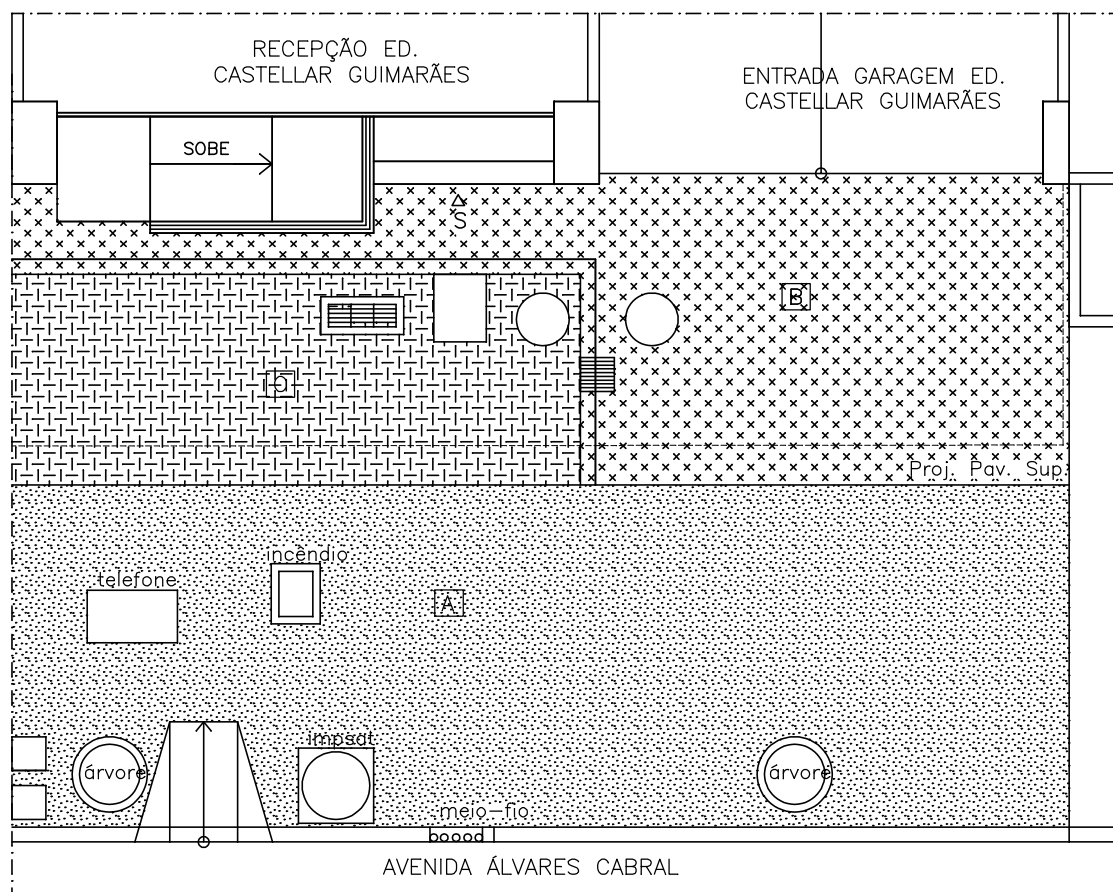 RECEPÇÃO ED.
CASTELLAR GUIMARÃES
ENTRADA GARAGEM ED.
CASTELLAR GUIMARÃES
SOBE
S
B
Proj. Pav. Sup.
incêndio
telefone
A
impsat
árvore
árvore
meio-fio
AVENIDA ÁLVARES CABRAL